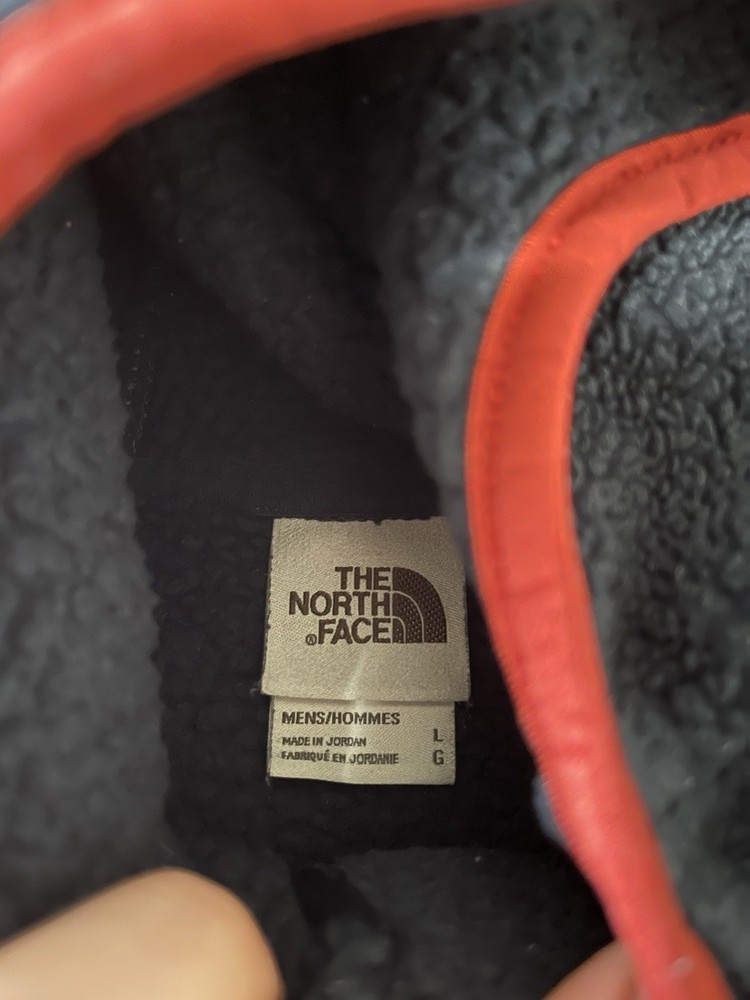 THE
NORTH
®FACE
MENS/HOMMES
MADE IN JORDAN L
FABRIQUÉ EN JORDANIE G